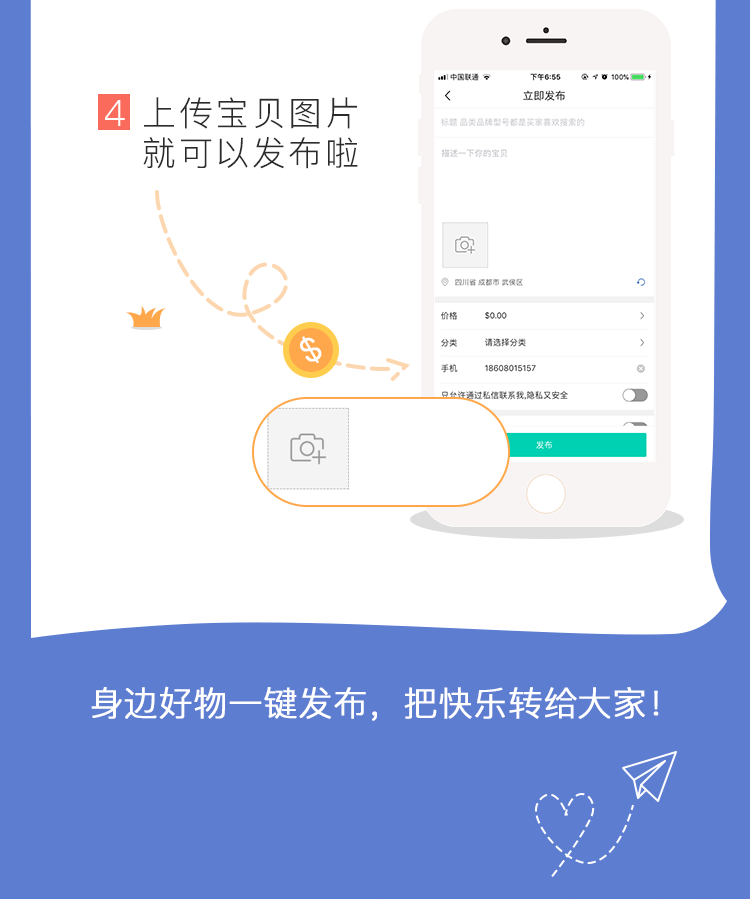 4 上传宝贝图片
就可以发布啦
中国联通 下午6:55 100%
立即发布
标题 品类品牌型号都是买家喜欢搜索的
描述一下你的宝贝
四川省 成都市 武侯区
价格 $0.00
分类 请选择分类
手机 18608015157
只允许通过私信联系我,隐私又安全
发布
$
身边好物一键发布，把快乐转给大家！